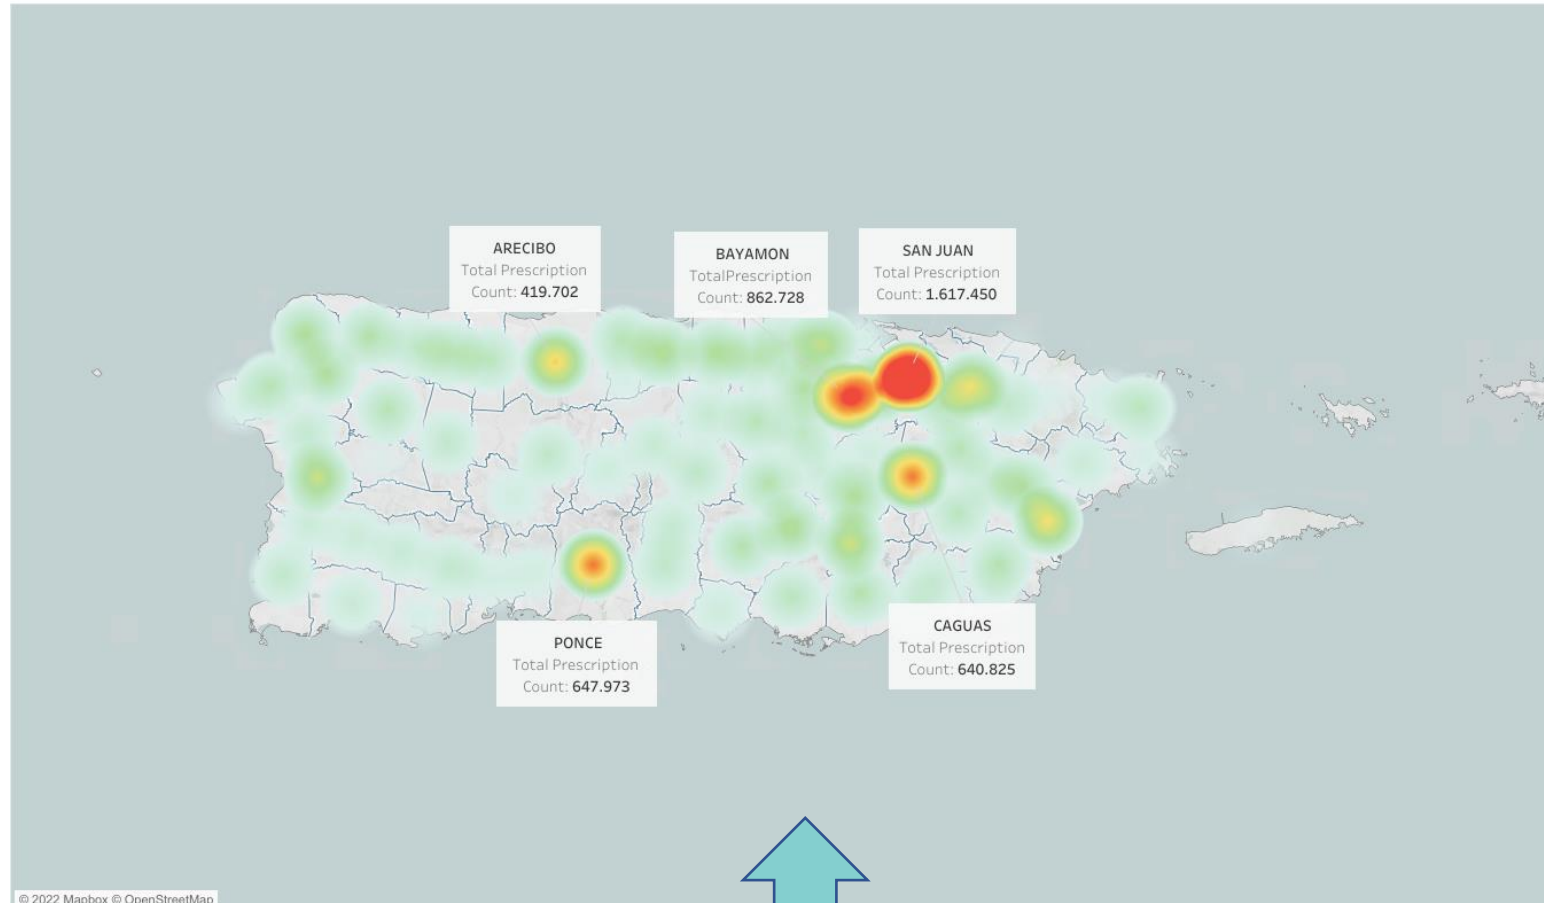 ARECIBO
Total Prescription
Count: 419.702
BAYAMON
TotalPrescription
Count: 862.728
SAN JUAN
Total Prescription
Count: 1.617.450
PONCE
Total Prescription
Count: 647.973
CAGUAS
Total Prescription
Count: 640.825
© 2022 Mapbox © OpenStreetMap